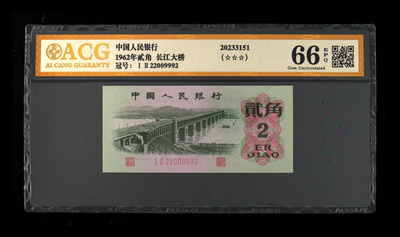 ACG
AI CANG GUARANTY
中国人民银行
1962年贰角 长江大桥
冠号: I II 22009992
20233151
(☆☆☆)
66 EPQ
Gem Uncirculated
中国人民银行
贰角
2
ER
JIAO
I II 22009992